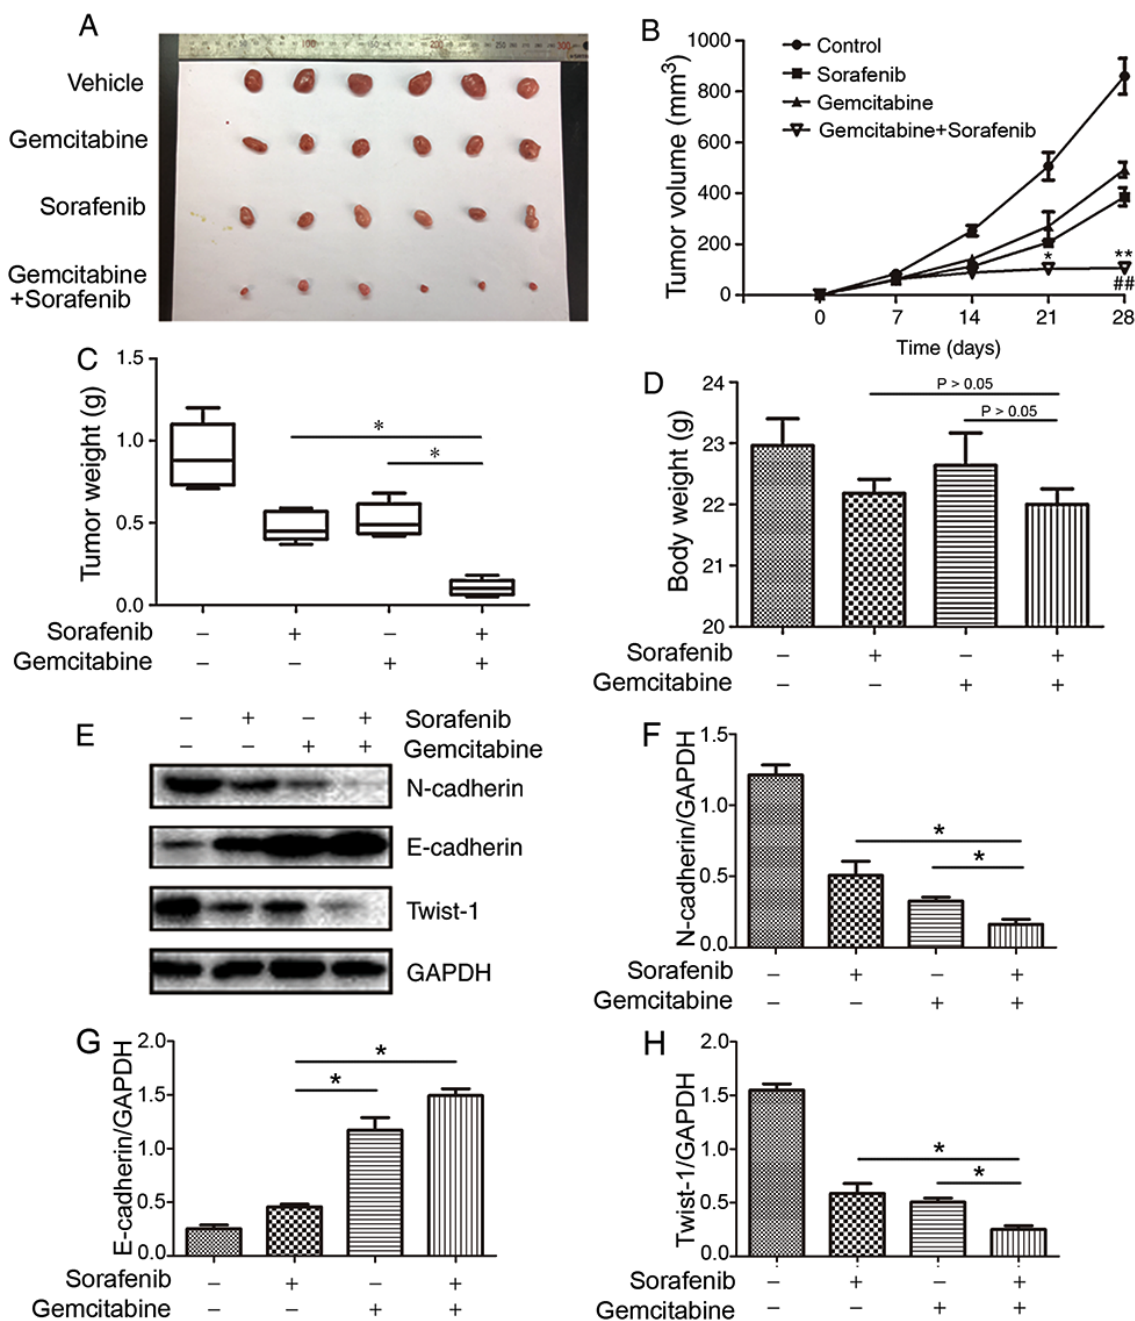 A
Vehicle
Gemcitabine
Sorafenib
Gemcitabine
+Sorafenib
100
200
300
B
Control
Sorafenib
Gemcitabine
Gemcitabine+Sorafenib
Tumor volume (mm³)
1000
800
600
400
200
0
*
**
##
0 7 14 21 28
Time (days)
C
Tumor weight (g)
1.5
1.0
0.5
0.0
*
*
Sorafenib − + − +
Gemcitabine − − + +
D
Body weight (g)
24
23
22
21
20
P > 0.05
P > 0.05
Sorafenib − + − +
Gemcitabine − − + +
E
− + − + Sorafenib
− − + + Gemcitabine
N-cadherin
E-cadherin
Twist-1
GAPDH
F
N-cadherin/GAPDH
1.5
1.0
0.5
0.0
*
*
Sorafenib − + − +
Gemcitabine − − + +
G
E-cadherin/GAPDH
2.0
1.5
1.0
0.5
0.0
*
*
Sorafenib − + − +
Gemcitabine − − + +
H
Twist-1/GAPDH
2.0
1.5
1.0
0.5
0.0
*
*
Sorafenib − + − +
Gemcitabine − − + +